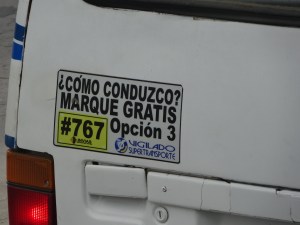 ¿CÓMO CONDUZCO?
MARQUE GRATIS
#767 Opción 3
VIGILADO
SUPERTRANSPORTE